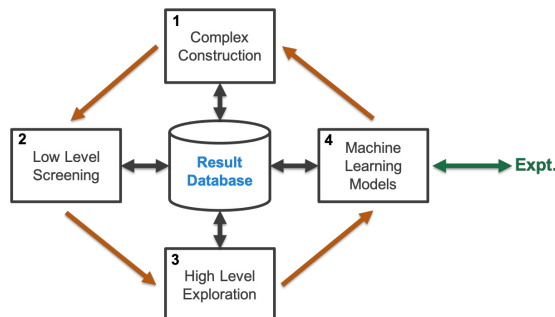 1
Complex
Construction
2
Low Level
Screening
Result
Database
4
Machine
Learning
Models
Expt.
3
High Level
Exploration